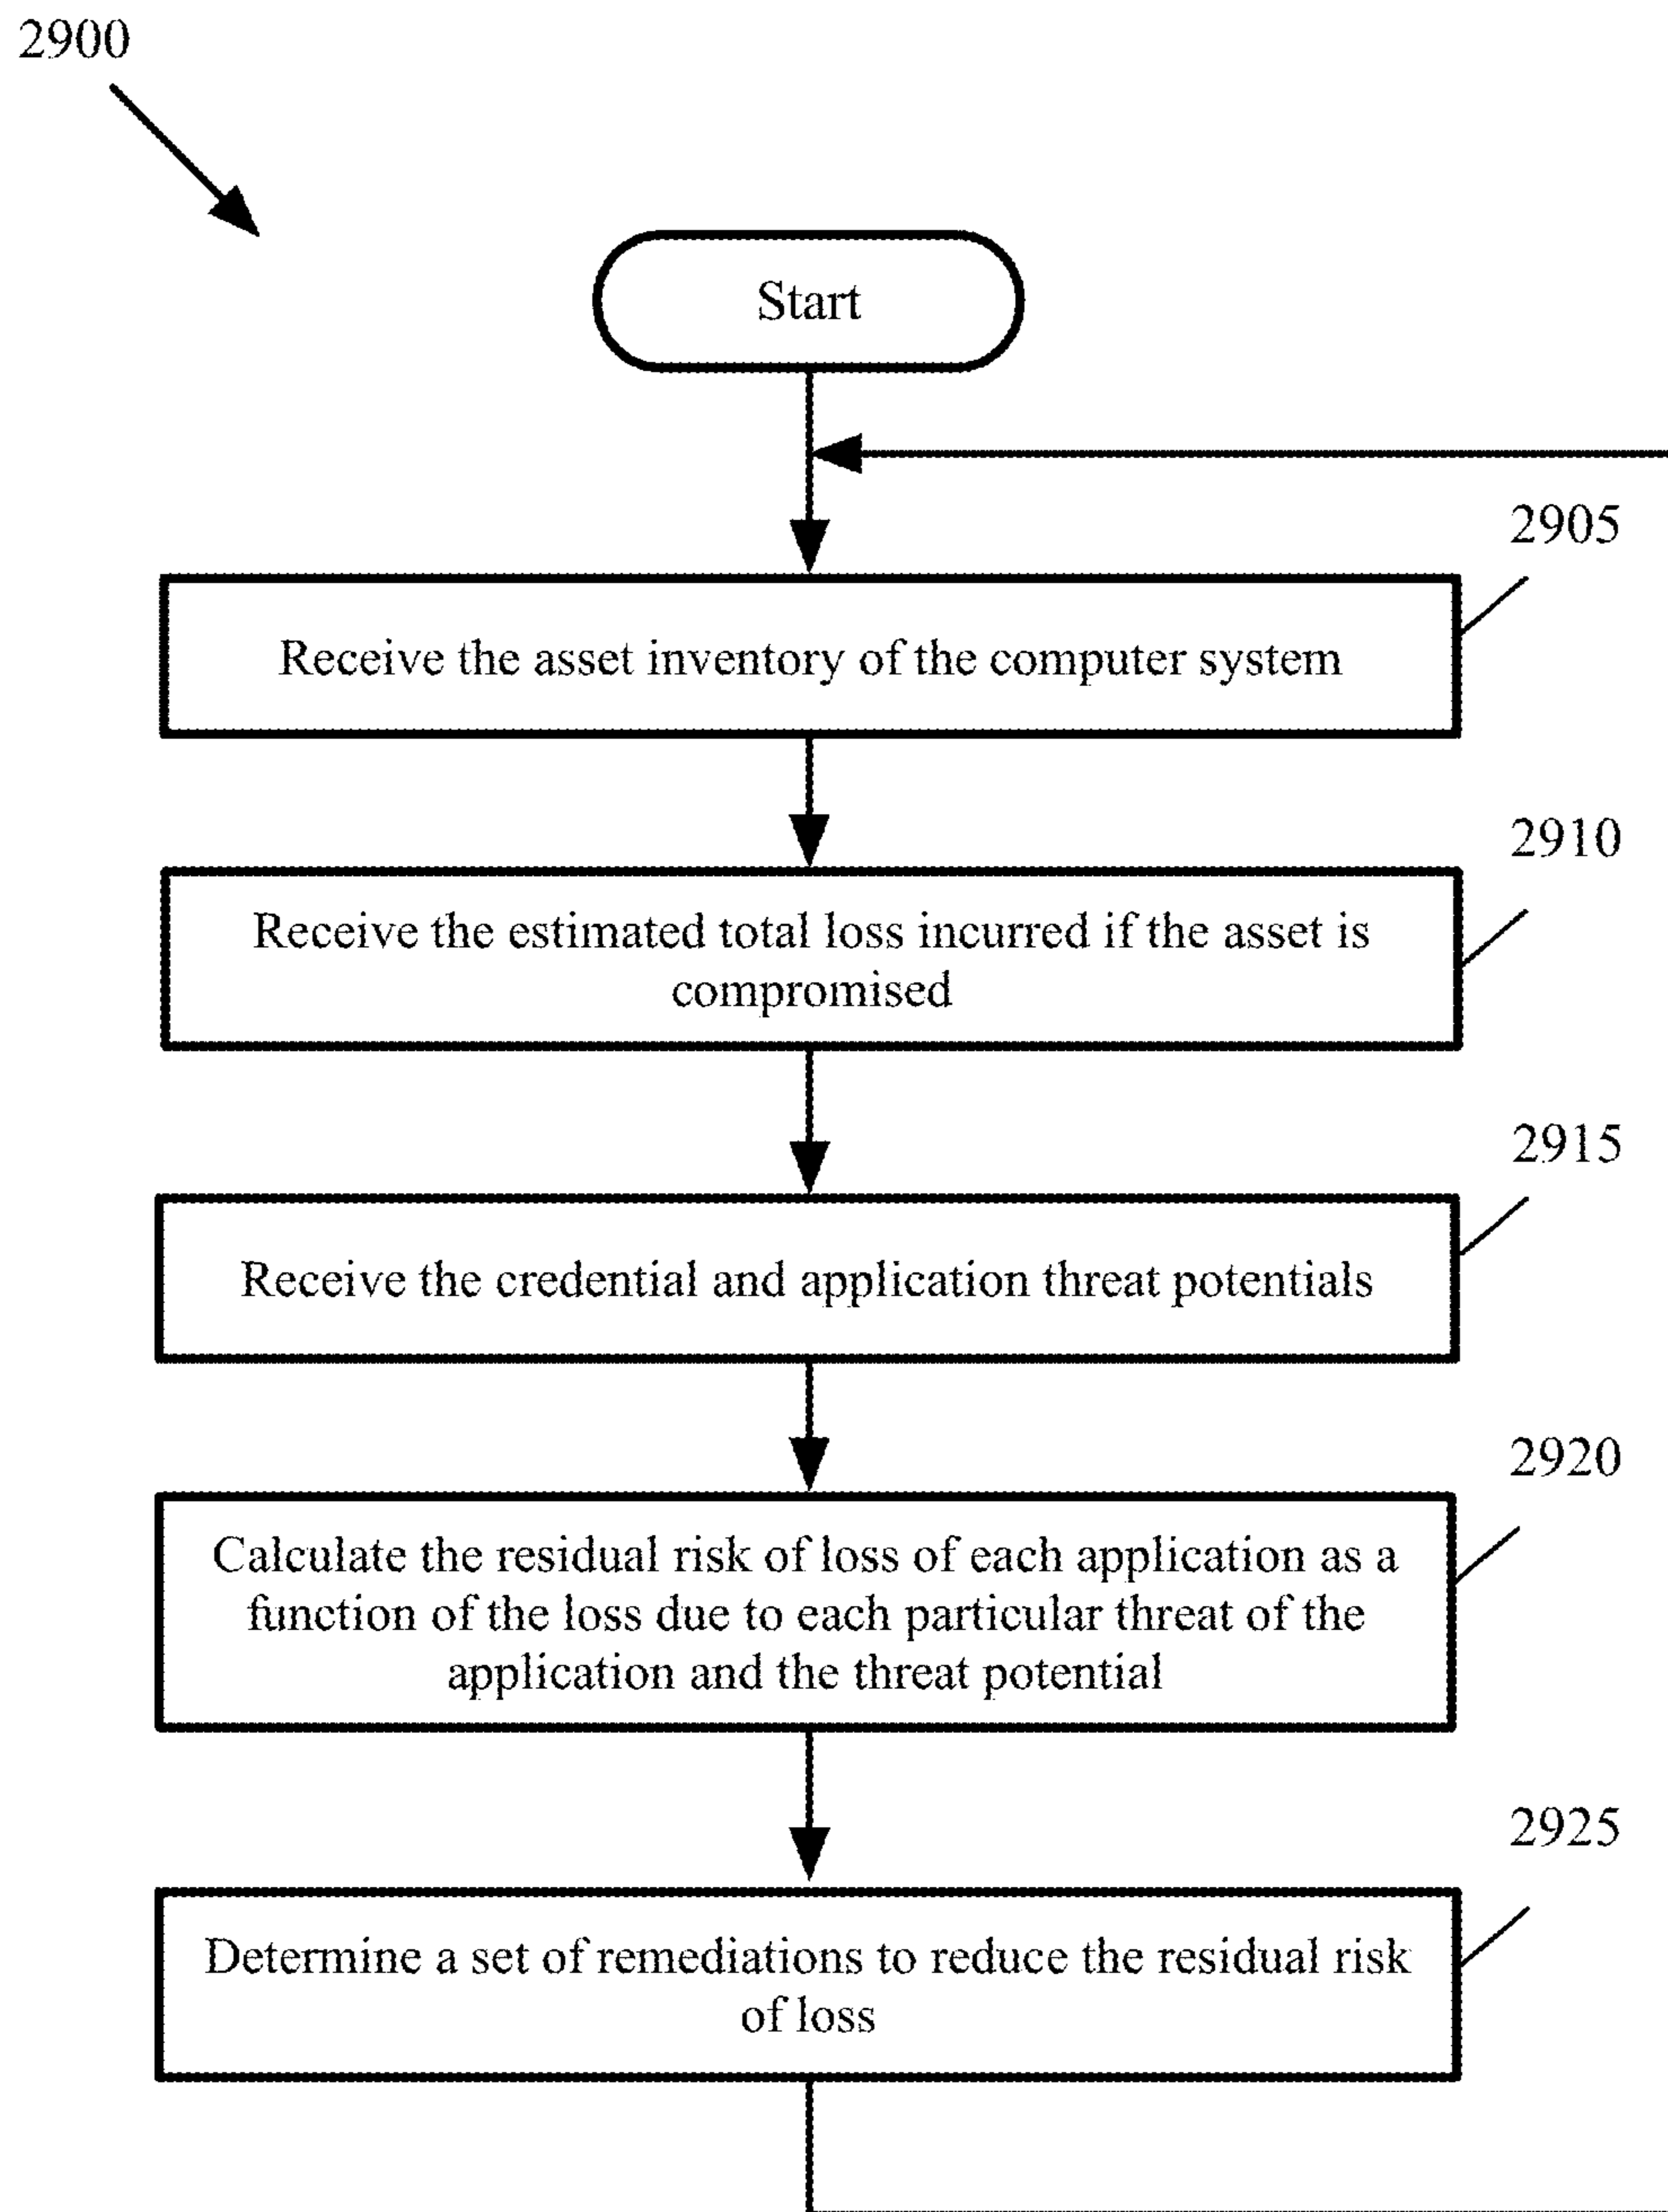 2900
Start
2905
Receive the asset inventory of the computer system
2910
Receive the estimated total loss incurred if the asset is
compromised
2915
Receive the credential and application threat potentials
2920
Calculate the residual risk of loss of each application as a
function of the loss due to each particular threat of the
application and the threat potential
2925
Determine a set of remediations to reduce the residual risk
of loss